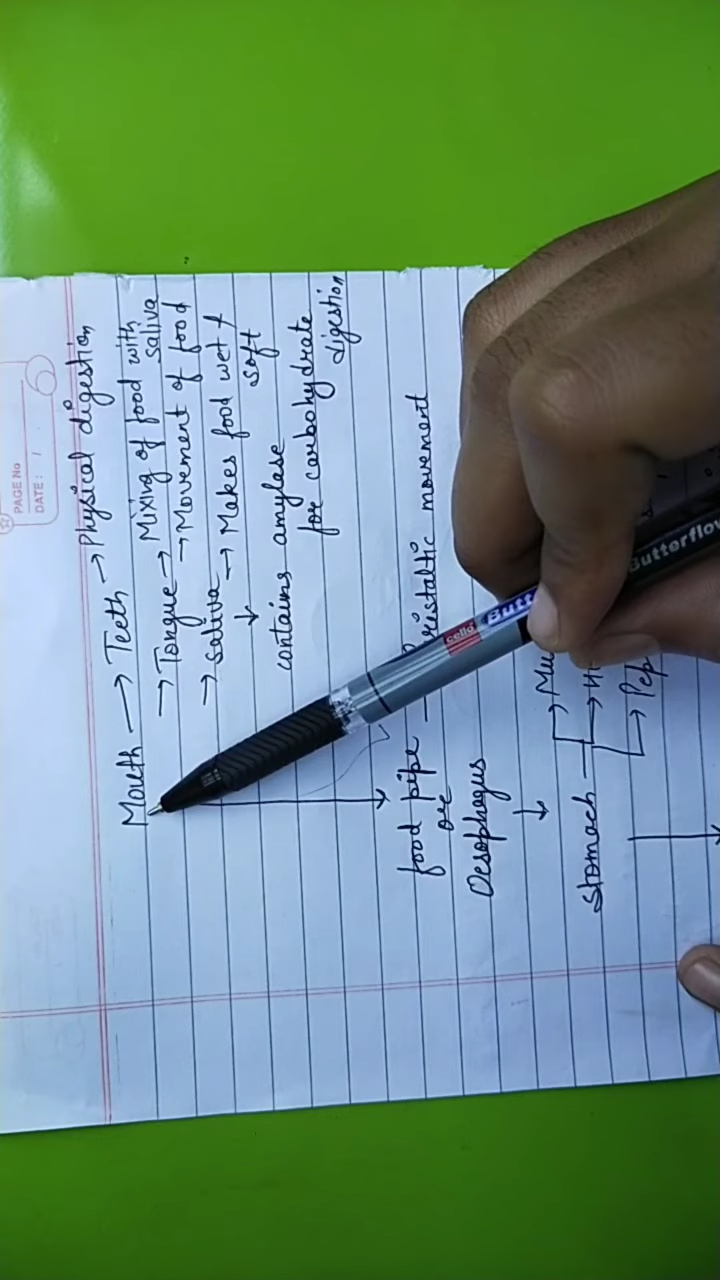 PAGE No
DATE: /
Mouth → Teeth → Physical digestion
→ Tongue → Mixing of food with saliva
→ Movement of food
→ Saliva → Makes food wet & soft
↓
contains amylase
for carbohydrate digestion
food pipe — movement
or
Oesophagus
↓
Stomach
cello
Butterflow